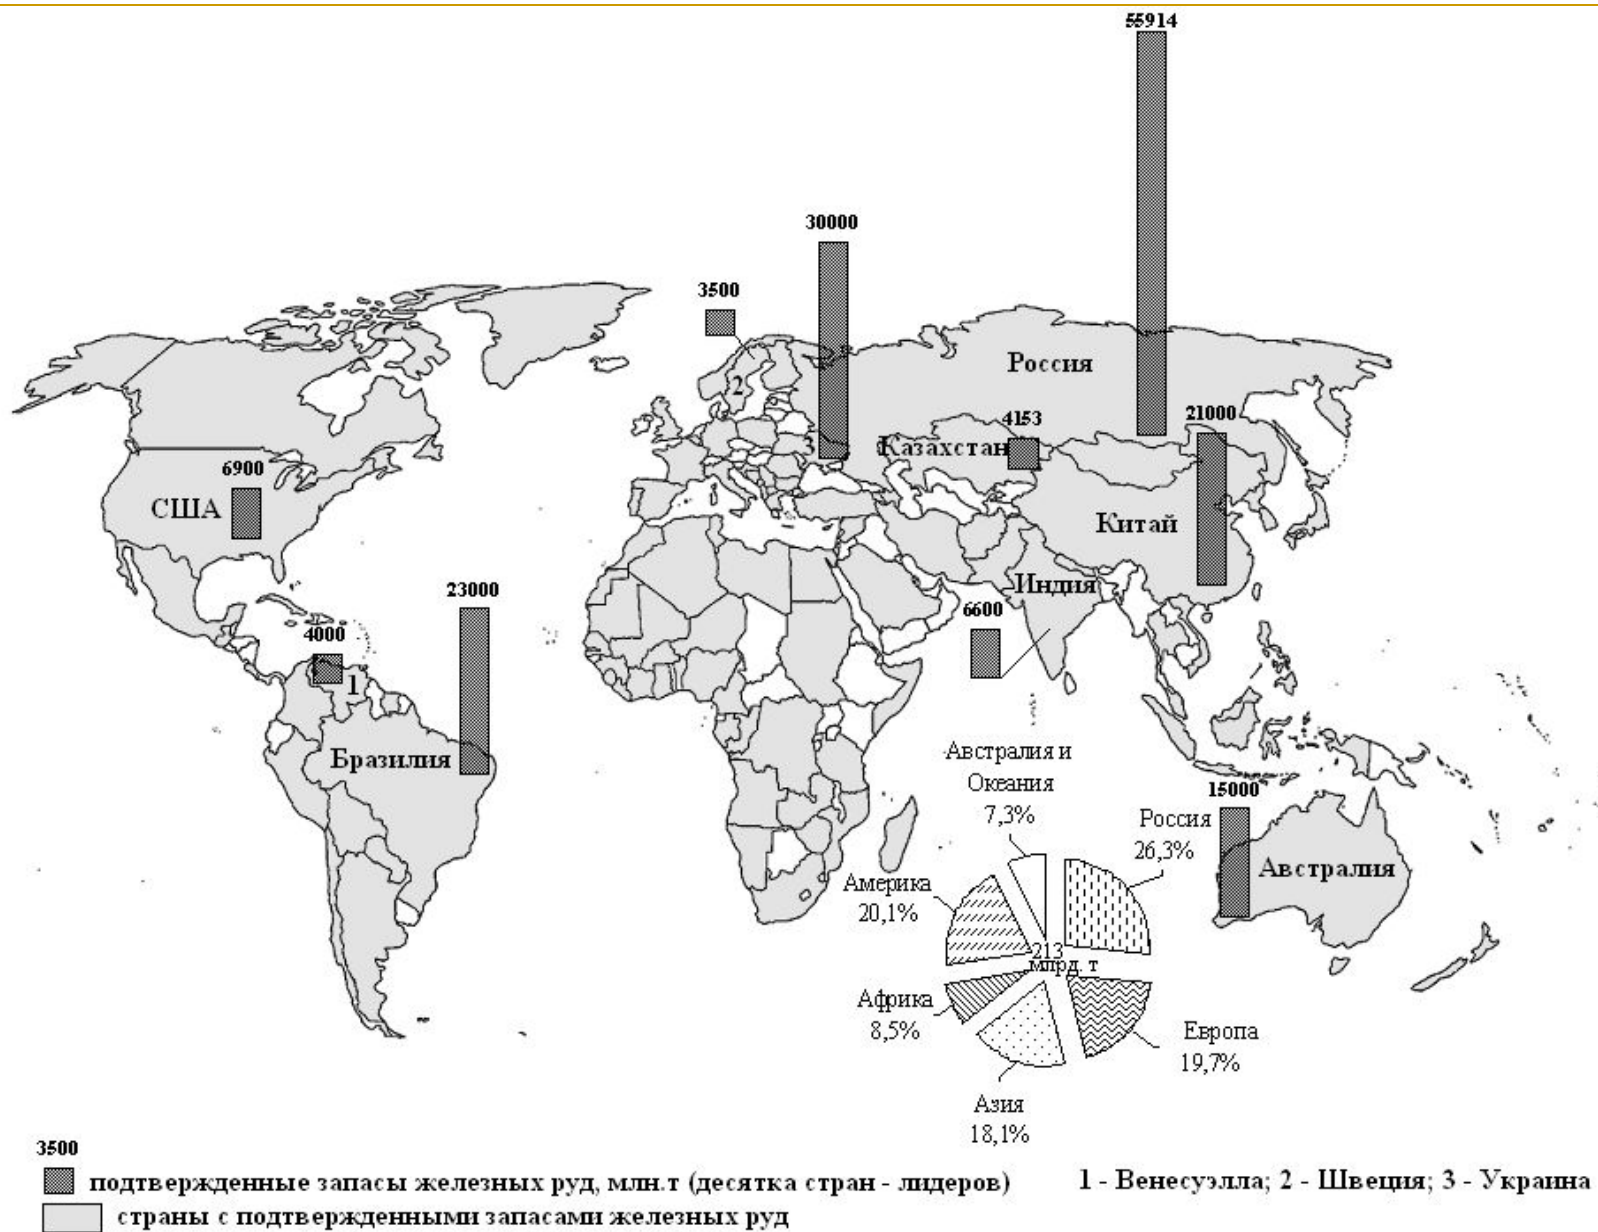 55914
30000
3500
Россия
4153
21000
Казахстан
6900
США
Китай
2
3
Индия
23000
6600
4000
1
Бразилия
Австралия и
Океания
7,3%
15000
Россия
26,3%
Австралия
Америка
20,1%
213
млрд. т
Африка
8,5%
Европа
19,7%
Азия
18,1%
3500
подтвержденные запасы железных руд, млн.т (десятка стран - лидеров)
1 - Венесуэлла; 2 - Швеция; 3 - Украина
страны с подтвержденными запасами железных руд